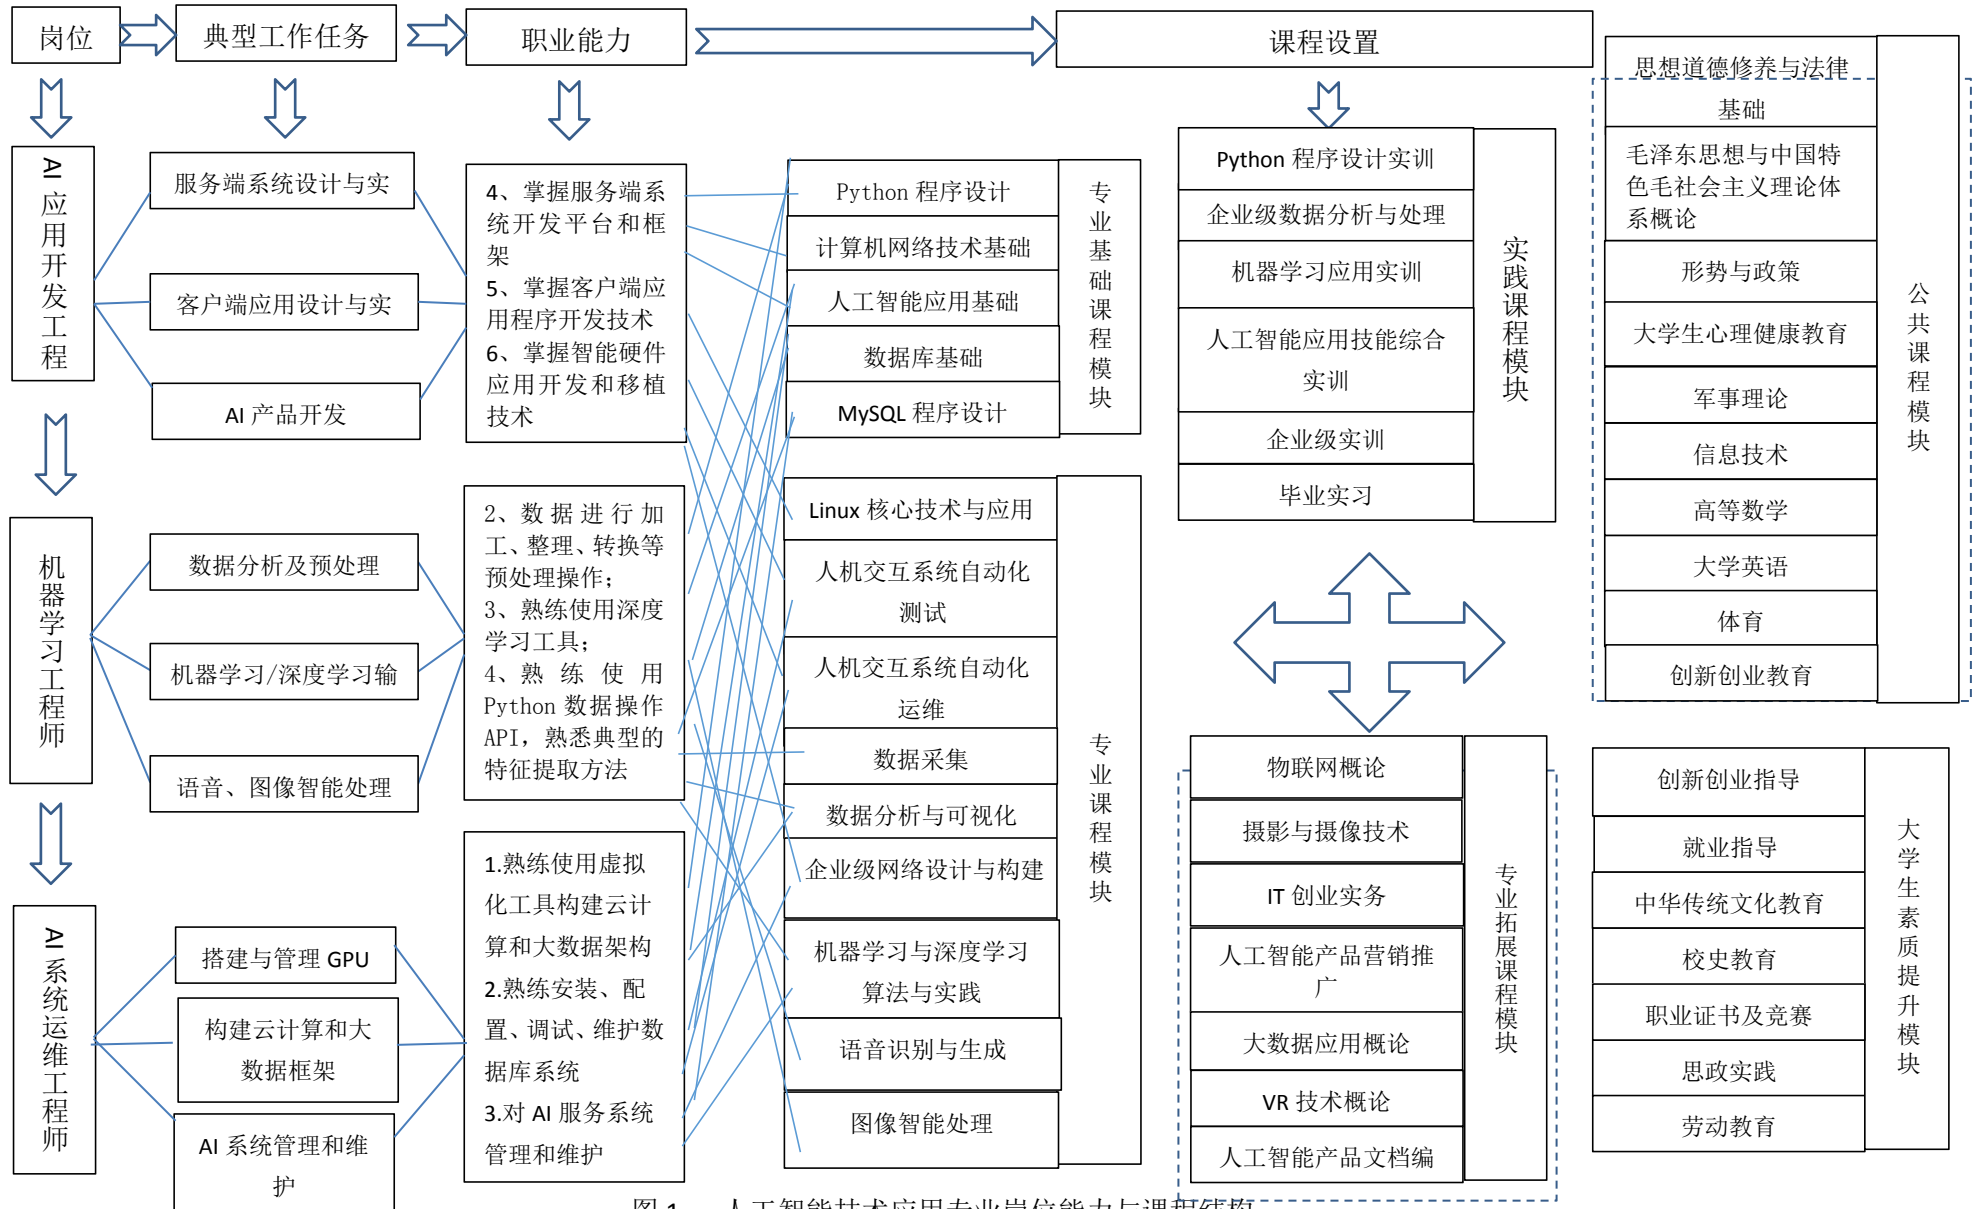 岗位
典型工作任务
职业能力
课程设置
AI应用开发工程
服务端系统设计与实
客户端应用设计与实
AI 产品开发
4、掌握服务端系
统开发平台和框
架
5、掌握客户端应
用程序开发技术
6、掌握智能硬件
应用开发和移植
技术
机器学习工程师
数据分析及预处理
机器学习/深度学习输
语音、图像智能处理
2、数据进行加
工、整理、转换等
预处理操作；
3、熟练使用深度
学习工具；
4、熟练使用
Python 数据操作
API，熟悉典型的
特征提取方法
AI系统运维工程师
搭建与管理 GPU
构建云计算和大
数据框架
AI 系统管理和维
护
1.熟练使用虚拟
化工具构建云计
算和大数据架构
2.熟练安装、配
置、调试、维护数
据库系统
3.对 AI 服务系统
管理和维护
Python 程序设计
计算机网络技术基础
人工智能应用基础
数据库基础
MySQL 程序设计
专业基础课程模块
Linux 核心技术与应用
人机交互系统自动化
测试
人机交互系统自动化
运维
数据采集
数据分析与可视化
企业级网络设计与构建
机器学习与深度学习
算法与实践
语音识别与生成
图像智能处理
专业课程模块
Python 程序设计实训
企业级数据分析与处理
机器学习应用实训
人工智能应用技能综合
实训
企业级实训
毕业实习
实践课程模块
物联网概论
摄影与摄像技术
IT 创业实务
人工智能产品营销推
广
大数据应用概论
VR 技术概论
人工智能产品文档编
专业拓展课程模块
思想道德修养与法律
基础
毛泽东思想与中国特
色毛社会主义理论体
系概论
形势与政策
大学生心理健康教育
军事理论
信息技术
高等数学
大学英语
体育
创新创业教育
公共课程模块
创新创业指导
就业指导
中华传统文化教育
校史教育
职业证书及竞赛
思政实践
劳动教育
大学生素质提升模块
图 1 人工智能技术应用专业岗位能力与课程结构